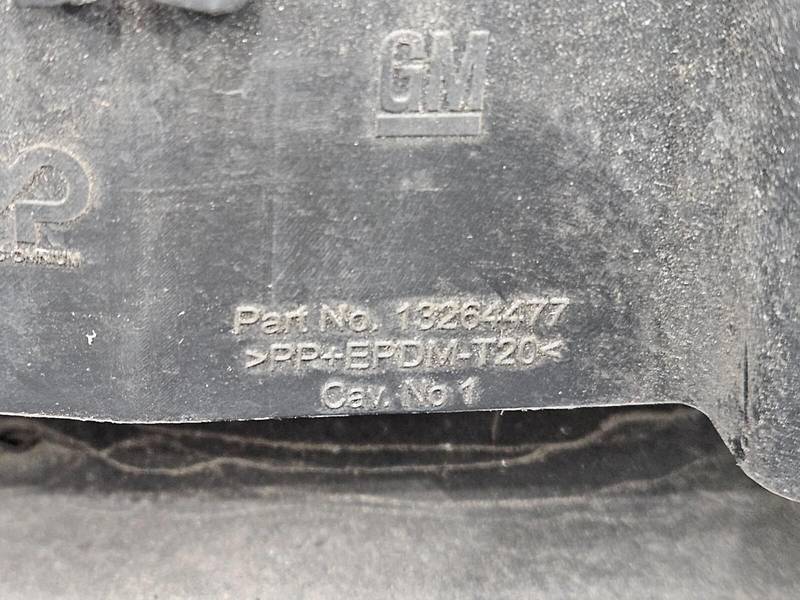 GM
Part No. 13264477
>PP+EPDM-T20<
Cav. No 1